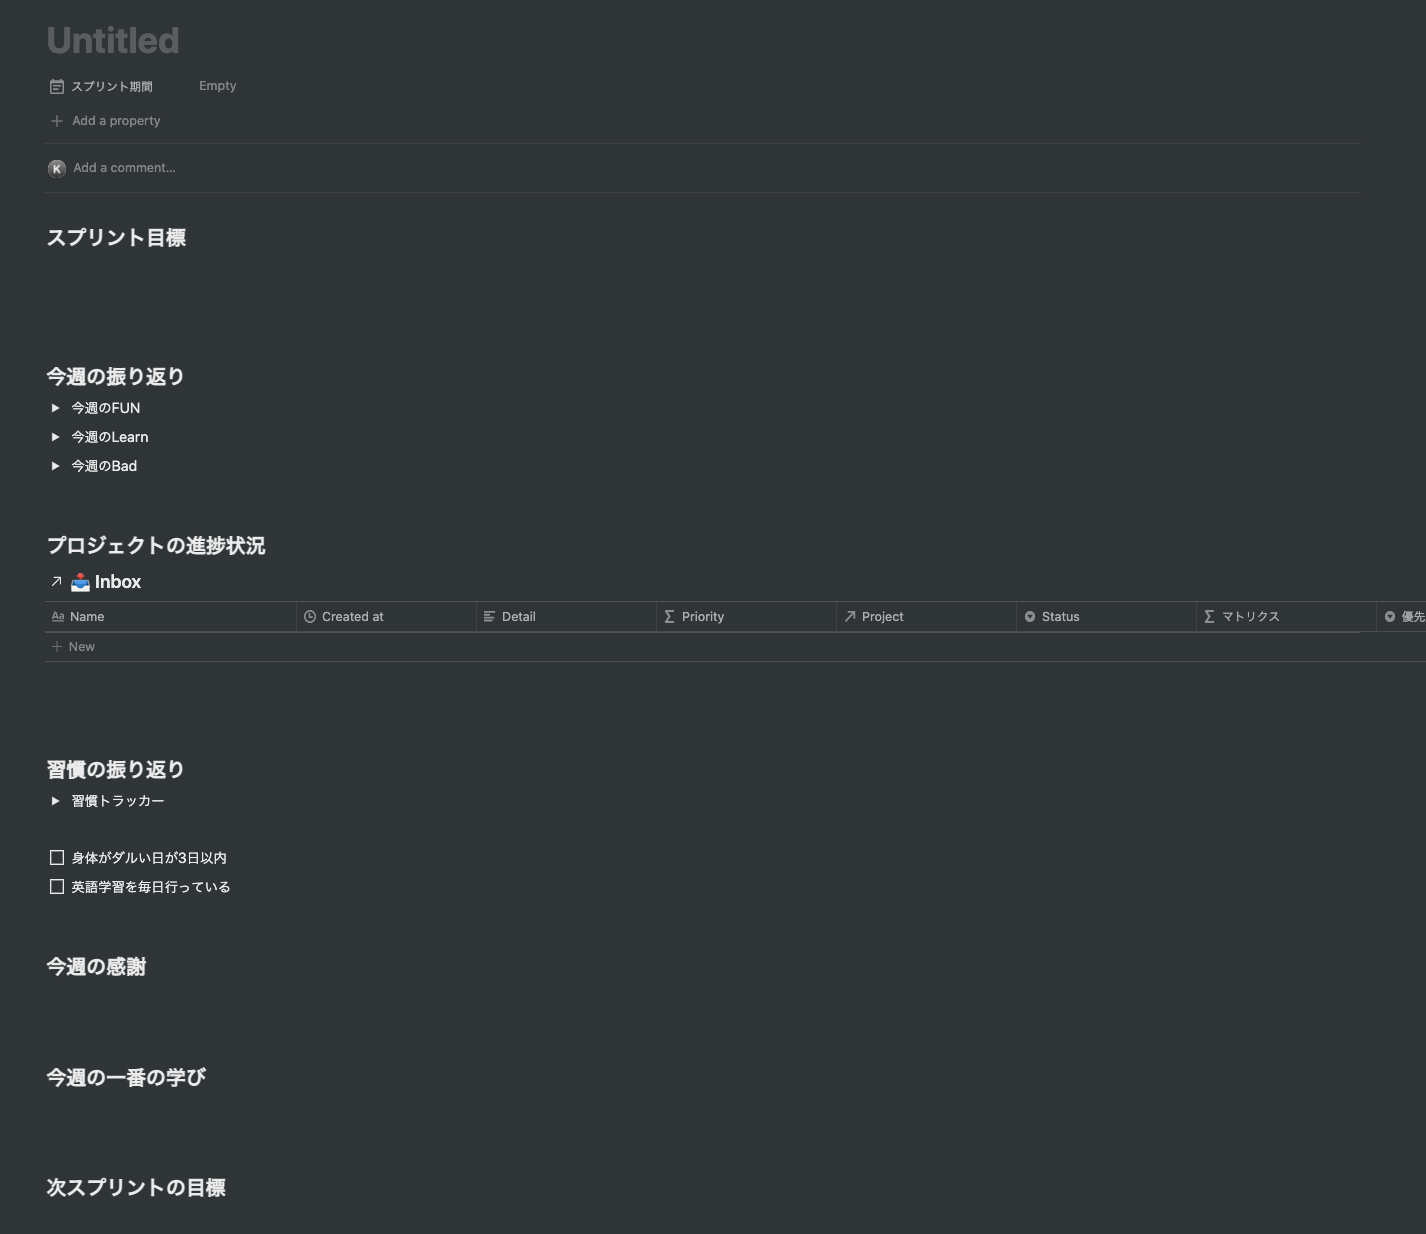 Untitled
スプリント期間 Empty
Add a property
K Add a comment...
スプリント目標
今週の振り返り
今週のFUN
今週のLearn
今週のBad
プロジェクトの進捗状況
Inbox
Aa Name Created at Detail Priority Project Status マトリクス 優先
New
習慣の振り返り
習慣トラッカー
身体がダルい日が3日以内
英語学習を毎日行っている
今週の感謝
今週の一番の学び
次スプリントの目標